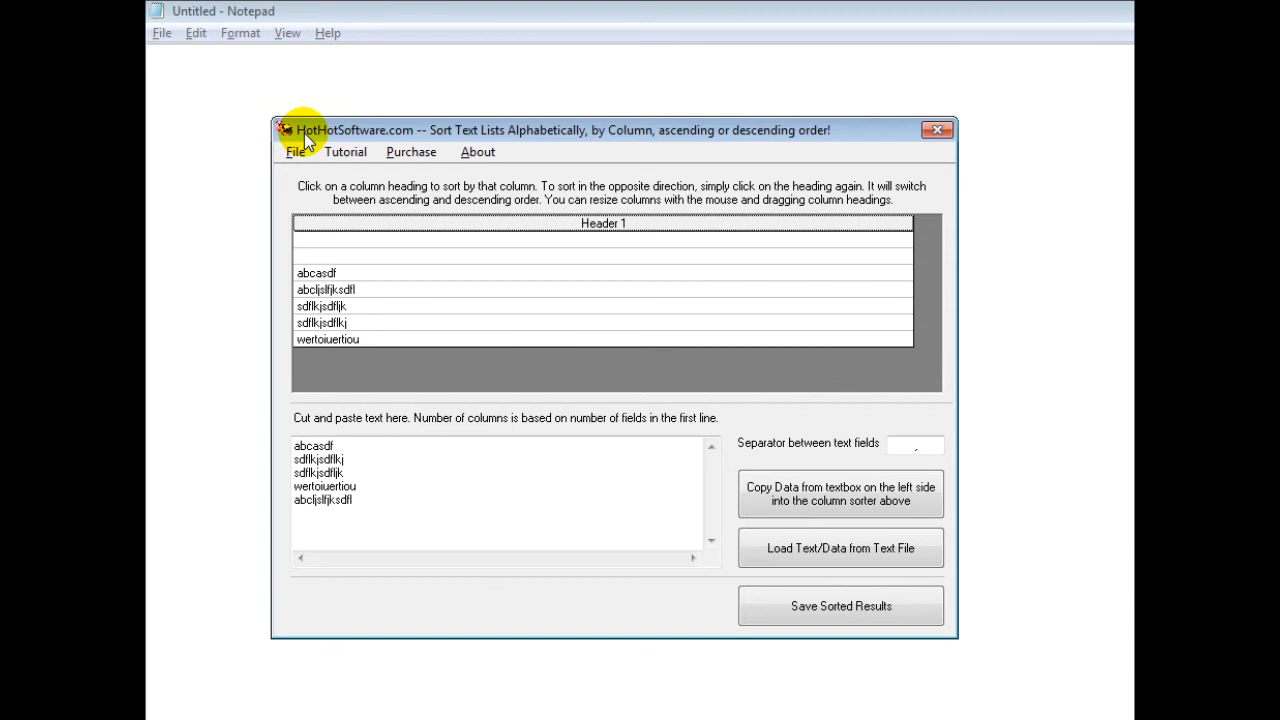 Untitled - Notepad
File Edit Format View Help
HotHotSoftware.com -- Sort Text Lists Alphabetically, by Column, ascending or descending order!
File Tutorial Purchase About
Click on a column heading to sort by that column. To sort in the opposite direction, simply click on the heading again. It will switch
between ascending and descending order. You can resize columns with the mouse and dragging column headings.
Header 1
abcasdf
abcljslfjksdfl
sdflkjsdfljk
sdflkjsdflkj
wertoiuertiou
Cut and paste text here. Number of columns is based on number of fields in the first line.
abcasdf
sdflkjsdflkj
sdflkjsdfljk
wertoiuertiou
abcljslfjksdfl
Separator between text fields ,
Copy Data from textbox on the left side
into the column sorter above
Load Text/Data from Text File
Save Sorted Results